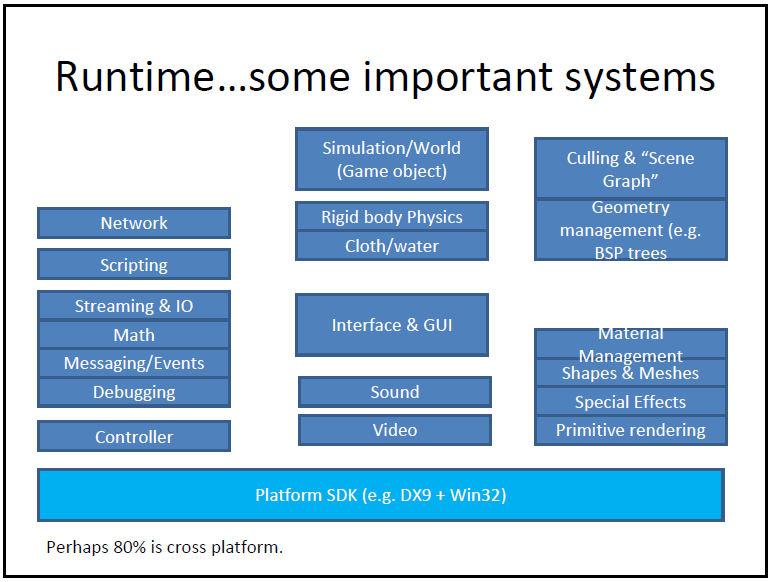 Runtime...some important systems
Network
Scripting
Streaming & IO
Math
Messaging/Events
Debugging
Controller
Simulation/World
(Game object)
Rigid body Physics
Cloth/water
Interface & GUI
Sound
Video
Culling & “Scene
Graph”
Geometry
management (e.g.
BSP trees
Material
Management
Shapes & Meshes
Special Effects
Primitive rendering
Platform SDK (e.g. DX9 + Win32)
Perhaps 80% is cross platform.